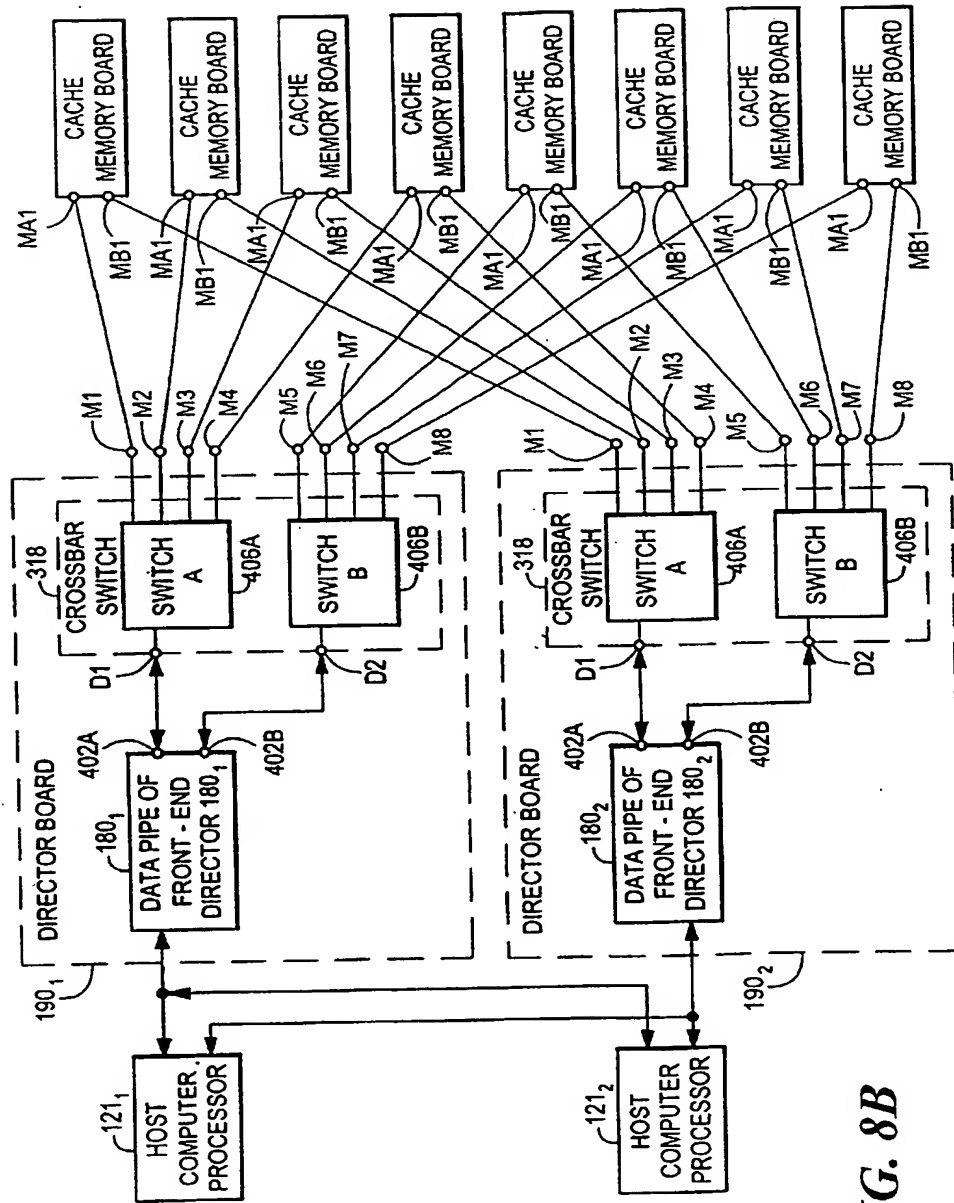 121₁
HOST
COMPUTER
PROCESSOR
121₂
HOST
COMPUTER
PROCESSOR
190₁
DIRECTOR BOARD
180₁
DATA PIPE OF
FRONT - END
DIRECTOR 180₁
402A
402B
D1
D2
318
CROSSBAR
SWITCH
SWITCH
A
406A
SWITCH
B
406B
M1
M2
M3
M4
M5
M6
M7
M8
190₂
DIRECTOR BOARD
180₂
DATA PIPE OF
FRONT - END
DIRECTOR 180₂
402A
402B
D1
D2
318
CROSSBAR
SWITCH
SWITCH
A
406A
SWITCH
B
406B
M1
M2
M3
M4
M5
M6
M7
M8
MA1
MB1
CACHE
MEMORY BOARD
MA1
MB1
CACHE
MEMORY BOARD
MA1
MB1
CACHE
MEMORY BOARD
MA1
MB1
CACHE
MEMORY BOARD
MA1
MB1
CACHE
MEMORY BOARD
MA1
MB1
CACHE
MEMORY BOARD
MA1
MB1
CACHE
MEMORY BOARD
MA1
MB1
CACHE
MEMORY BOARD
IG. 8B